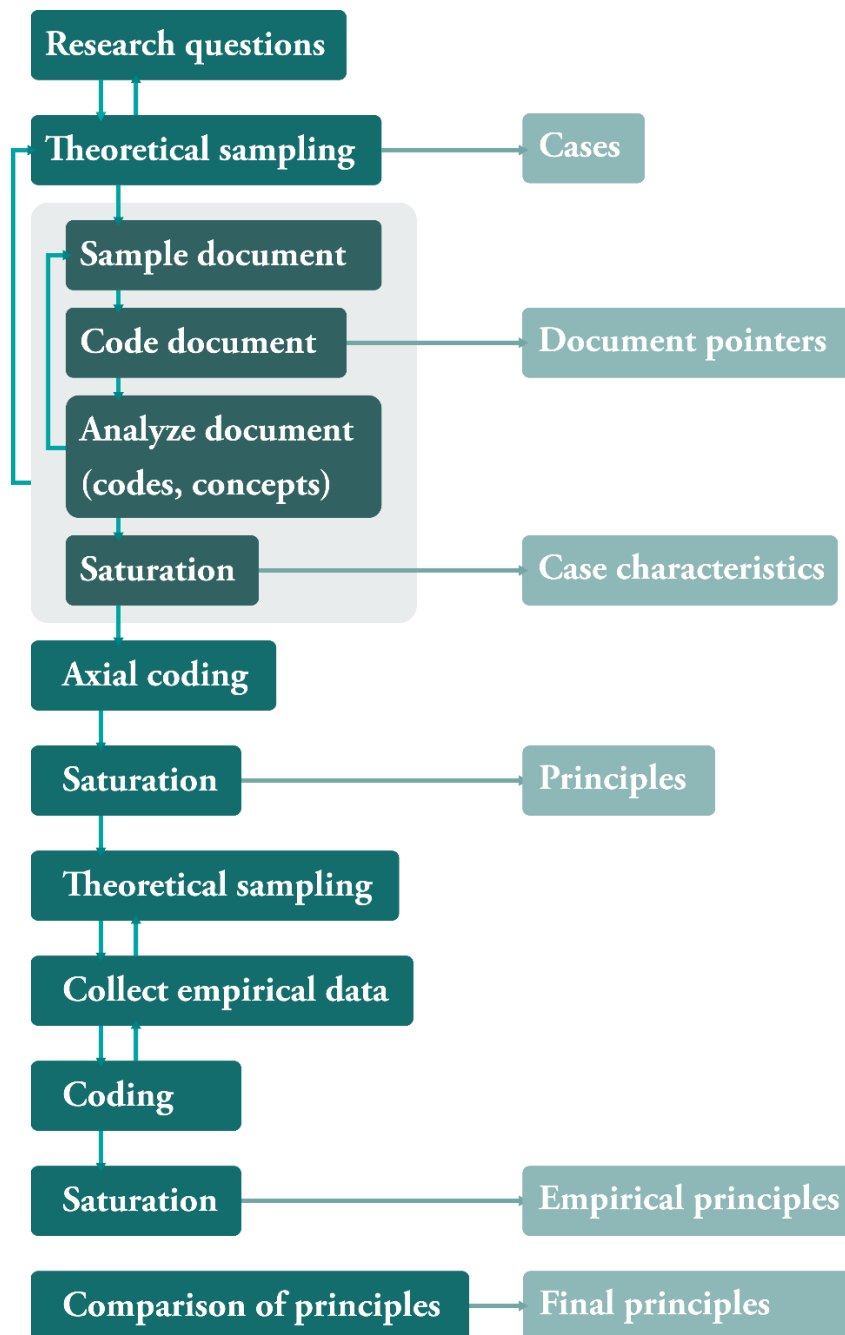 Research questions
Theoretical sampling
Cases
Sample document
Code document
Document pointers
Analyze document
(codes, concepts)
Saturation
Case characteristics
Axial coding
Saturation
Principles
Theoretical sampling
Collect empirical data
Coding
Saturation
Empirical principles
Comparison of principles
Final principles